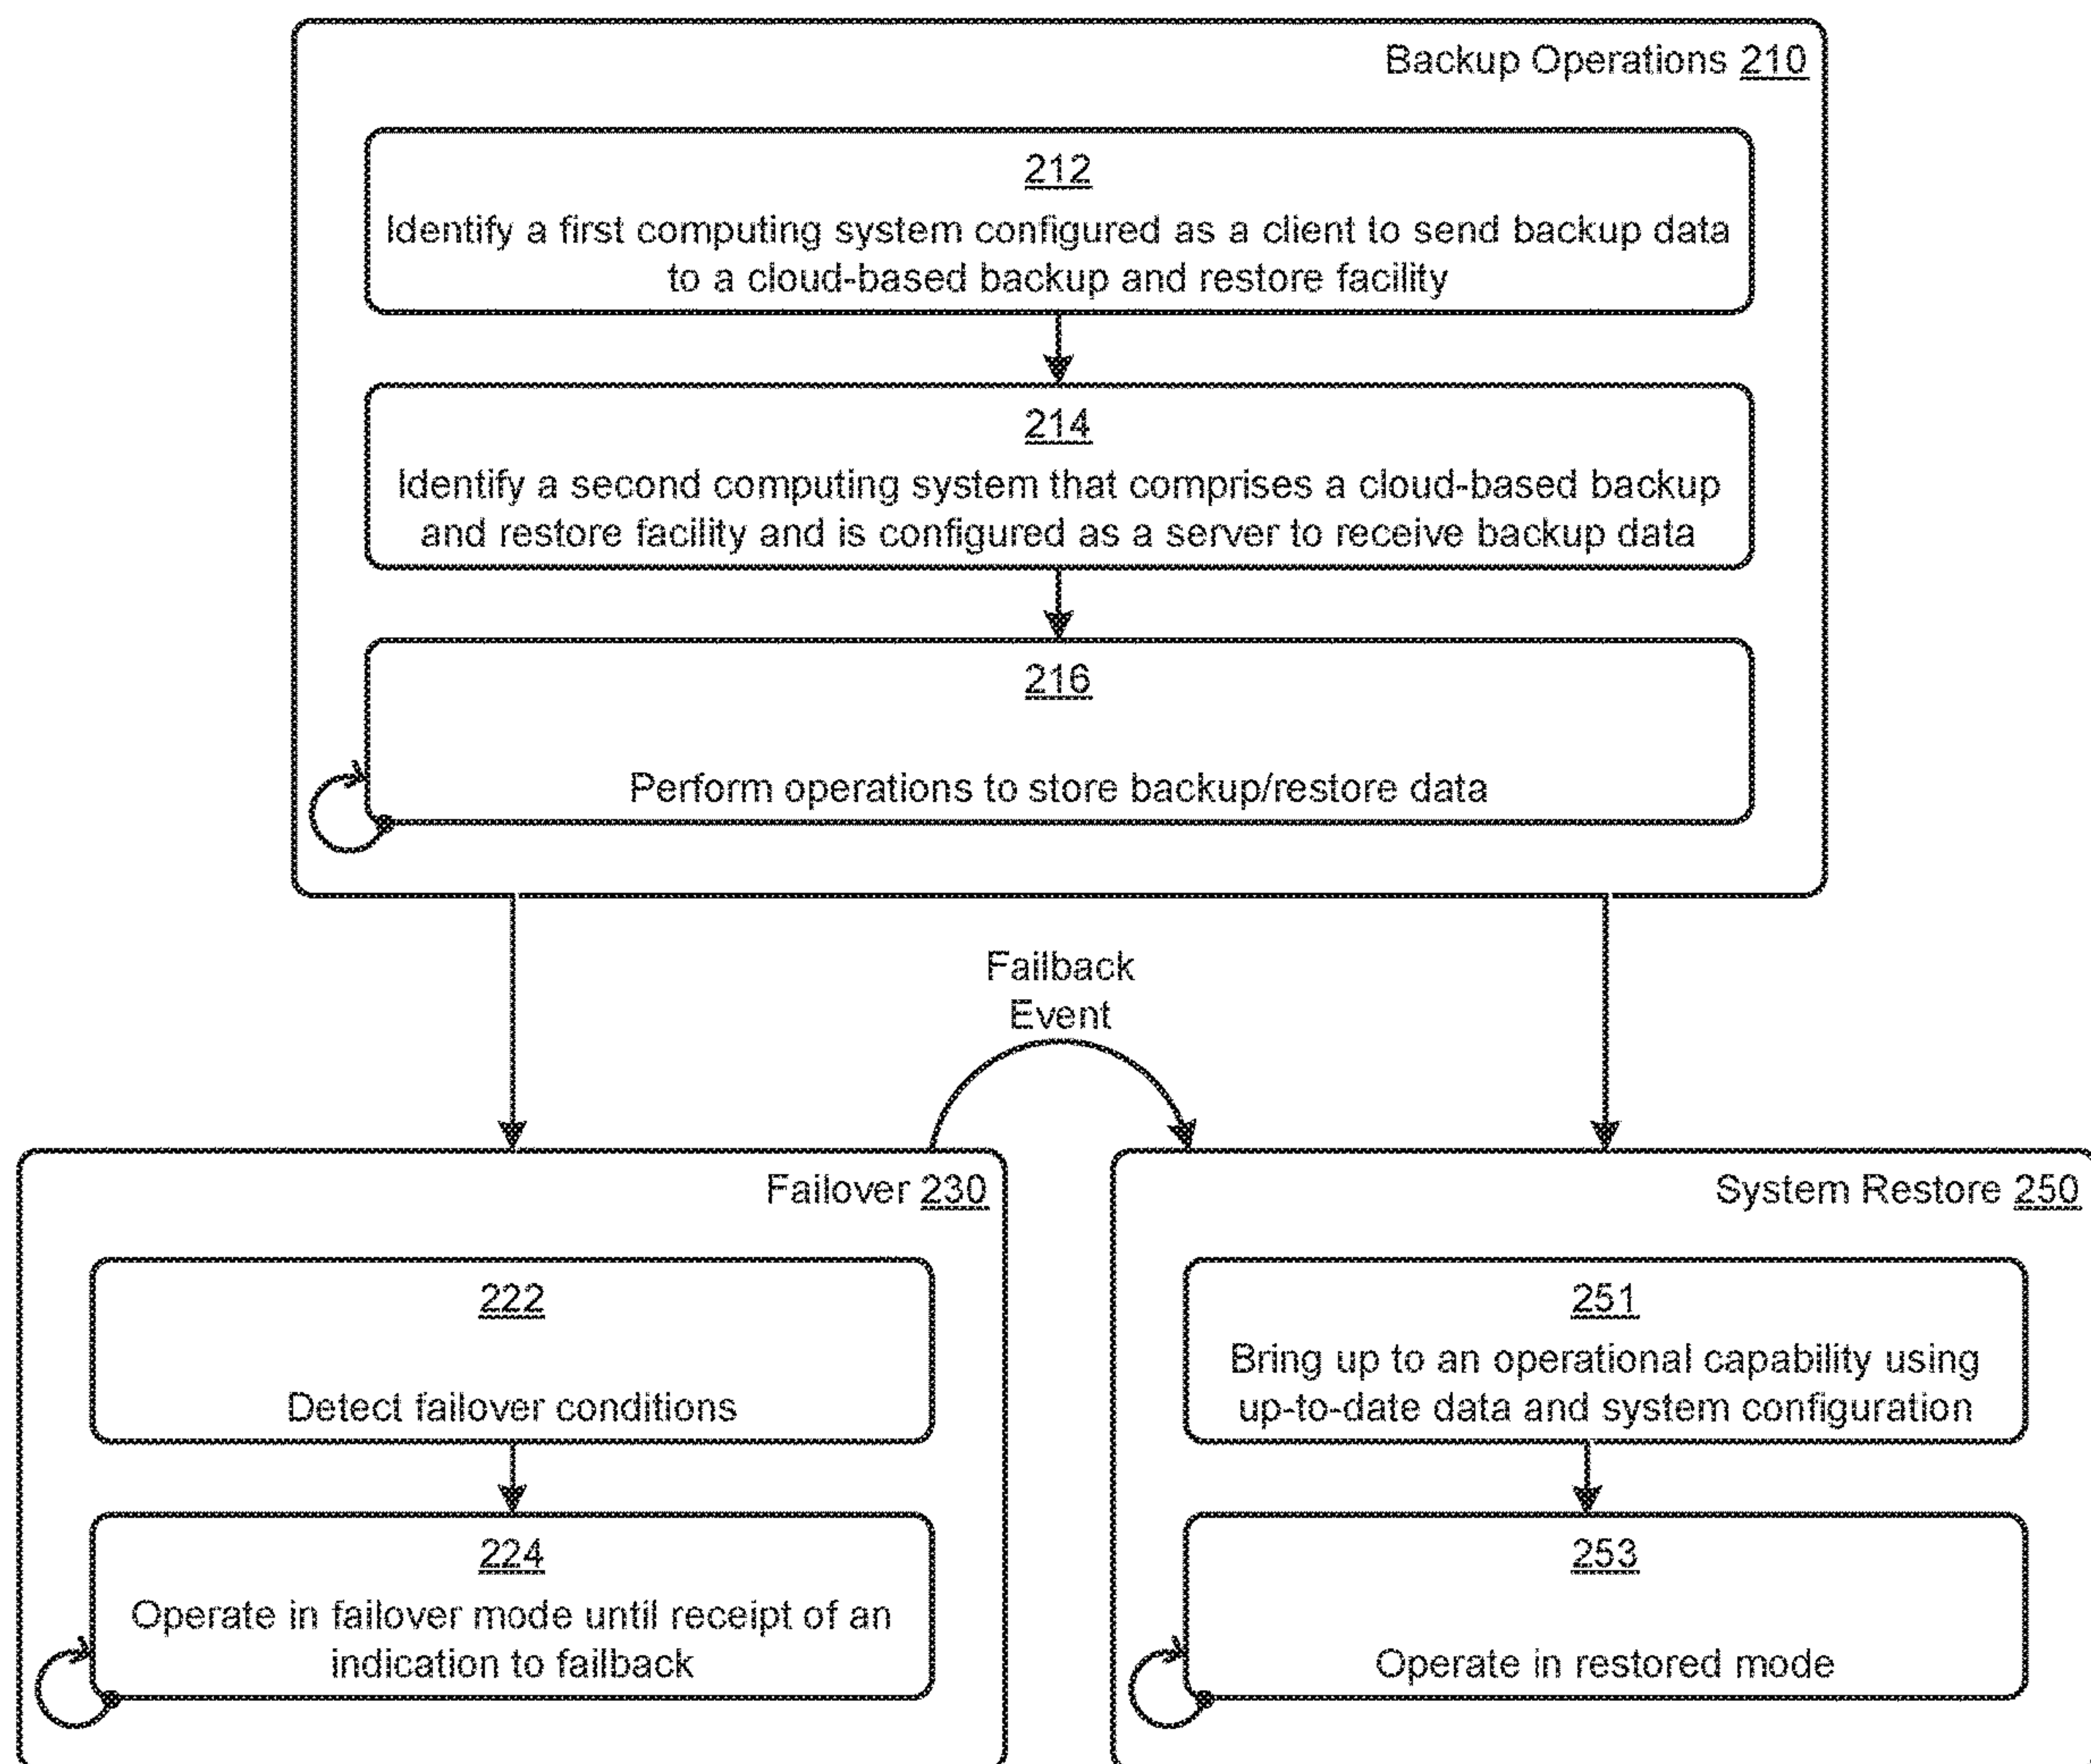 Backup Operations 210
212
Identify a first computing system configured as a client to send backup data
to a cloud-based backup and restore facility
214
Identify a second computing system that comprises a cloud-based backup
and restore facility and is configured as a server to receive backup data
216
Perform operations to store backup/restore data
Failback
Event
Failover 230
222
Detect failover conditions
224
Operate in failover mode until receipt of an
indication to failback
System Restore 250
251
Bring up to an operational capability using
up-to-date data and system configuration
253
Operate in restored mode